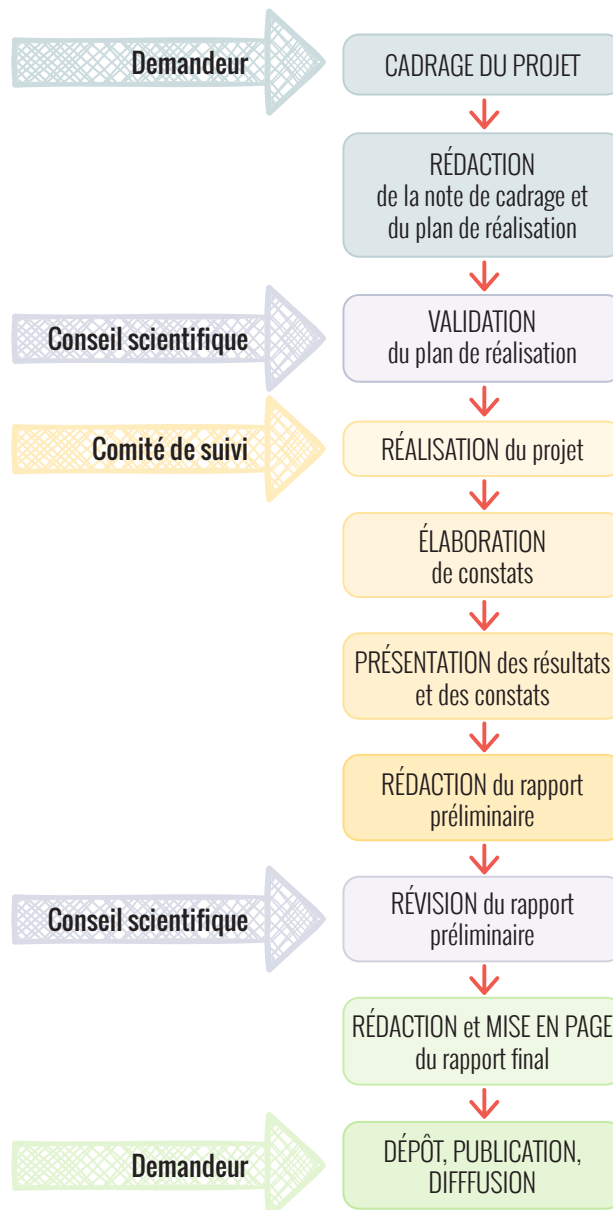 Demandeur
CADRAGE DU PROJET
RÉDACTION
de la note de cadrage et
du plan de réalisation
Conseil scientifique
VALIDATION
du plan de réalisation
Comité de suivi
RÉALISATION du projet
ÉLABORATION
de constats
PRÉSENTATION des résultats
et des constats
RÉDACTION du rapport
préliminaire
Conseil scientifique
RÉVISION du rapport
préliminaire
RÉDACTION et MISE EN PAGE
du rapport final
Demandeur
DÉPÔT, PUBLICATION,
DIFFFUSION